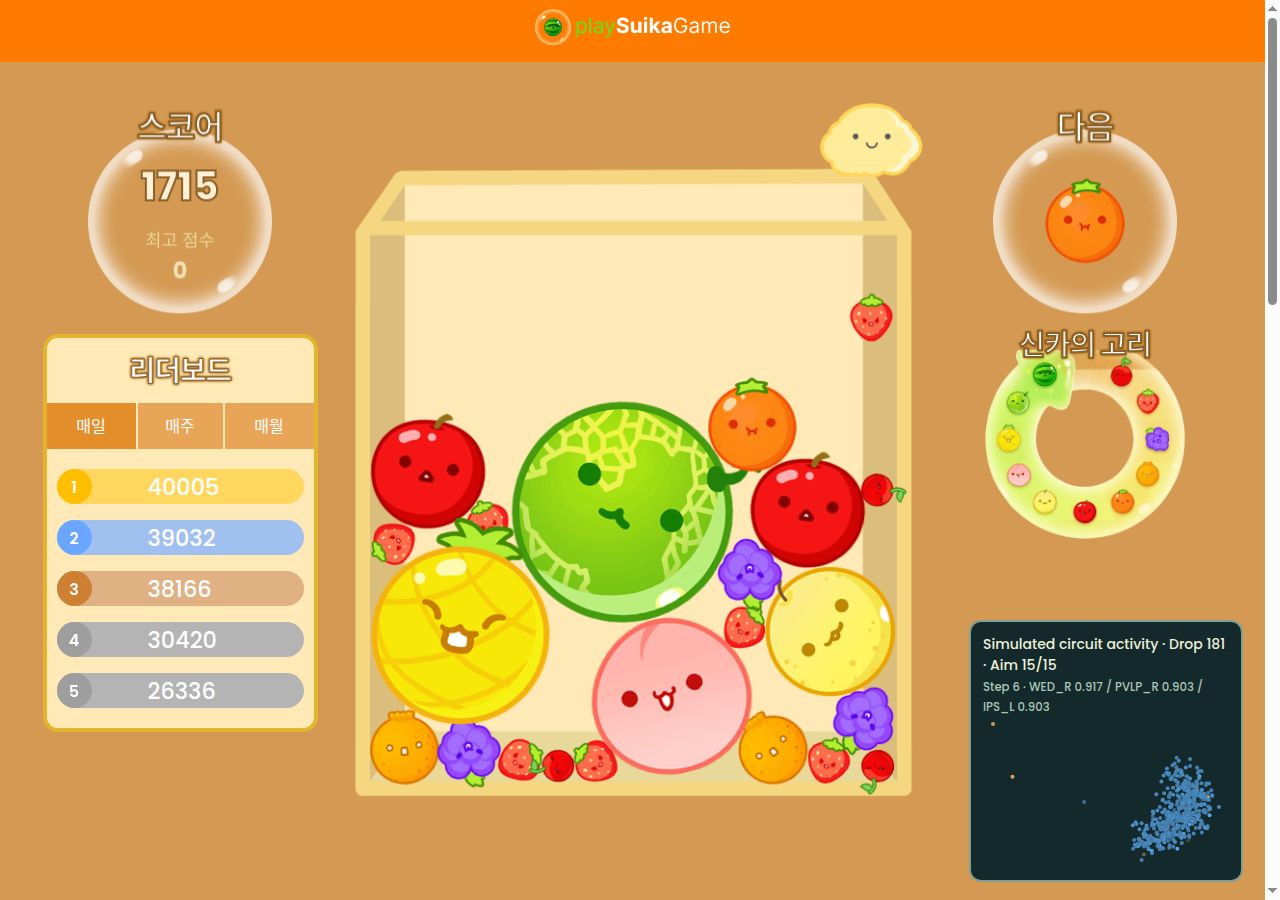 playSuikaGame
스코어
1715
최고 점수
0
다음
리더보드
매일 매주 매월
1 40005
2 39032
3 38166
4 30420
5 26336
신카의 고리
Simulated circuit activity · Drop 181
· Aim 15/15
Step 6 · WED_R 0.917 / PVLP_R 0.903 /
IPS_L 0.903